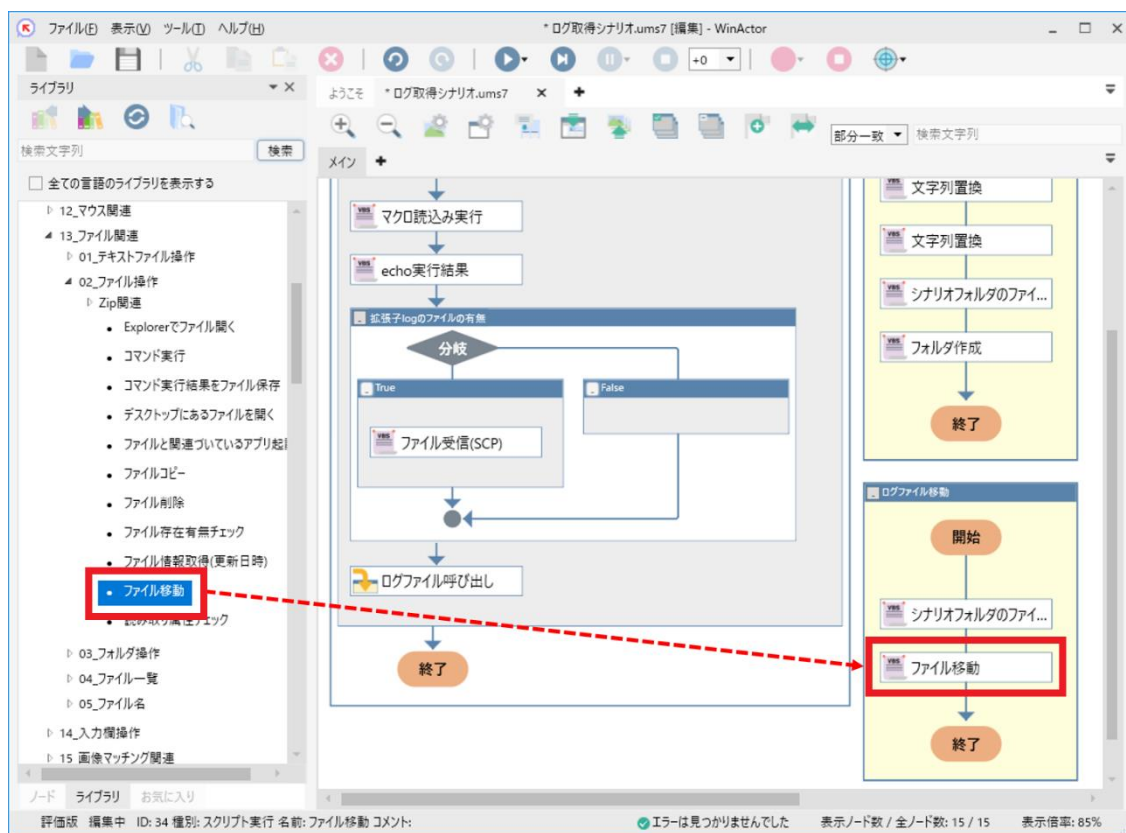 ファイル(F) 表示(V) ツール(T) ヘルプ(H)
* ログ取得シナリオ.ums7 [編集] - WinActor
+0
ライブラリ
検索文字列
検索
全ての言語のライブラリを表示する
12_マウス関連
13_ファイル関連
01_テキストファイル操作
02_ファイル操作
Zip関連
Explorerでファイル開く
コマンド実行
コマンド実行結果をファイル保存
デスクトップにあるファイルを開く
ファイルと関連づいているアプリ起
ファイルコピー
ファイル削除
ファイル存在有無チェック
ファイル情報取得(更新日時)
ファイル移動
読み取り属性チェック
03_フォルダ操作
04_ファイル一覧
05_ファイル名
14_入力欄操作
15_画像マッチング関連
ノード ライブラリ お気に入り
ようこそ * ログ取得シナリオ.ums7
部分一致 検索文字列
メイン
マクロ読込み実行
echo実行結果
拡張子logのファイルの有無
分岐
True
False
ファイル受信(SCP)
ログファイル呼び出し
終了
文字列置換
文字列置換
シナリオフォルダのファイ...
フォルダ作成
終了
ログファイル移動
開始
シナリオフォルダのファイ...
ファイル移動
終了
評価版 編集中 ID: 34 種別: スクリプト実行 名前: ファイル移動 コメント:
エラーは見つかりませんでした 表示ノード数 / 全ノード数: 15 / 15 表示倍率: 85%